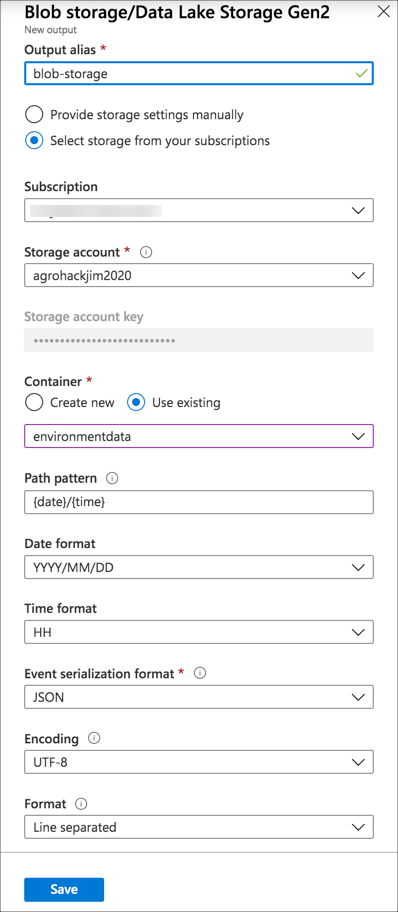 Blob storage/Data Lake Storage Gen2
New output
Output alias *
blob-storage
Provide storage settings manually
Select storage from your subscriptions
Subscription
Storage account *
agrohackjim2020
Storage account key
••••••••••••••••••••••••••••
Container *
Create new Use existing
environmentdata
Path pattern
{date}/{time}
Date format
YYYY/MM/DD
Time format
HH
Event serialization format *
JSON
Encoding
UTF-8
Format
Line separated
Save